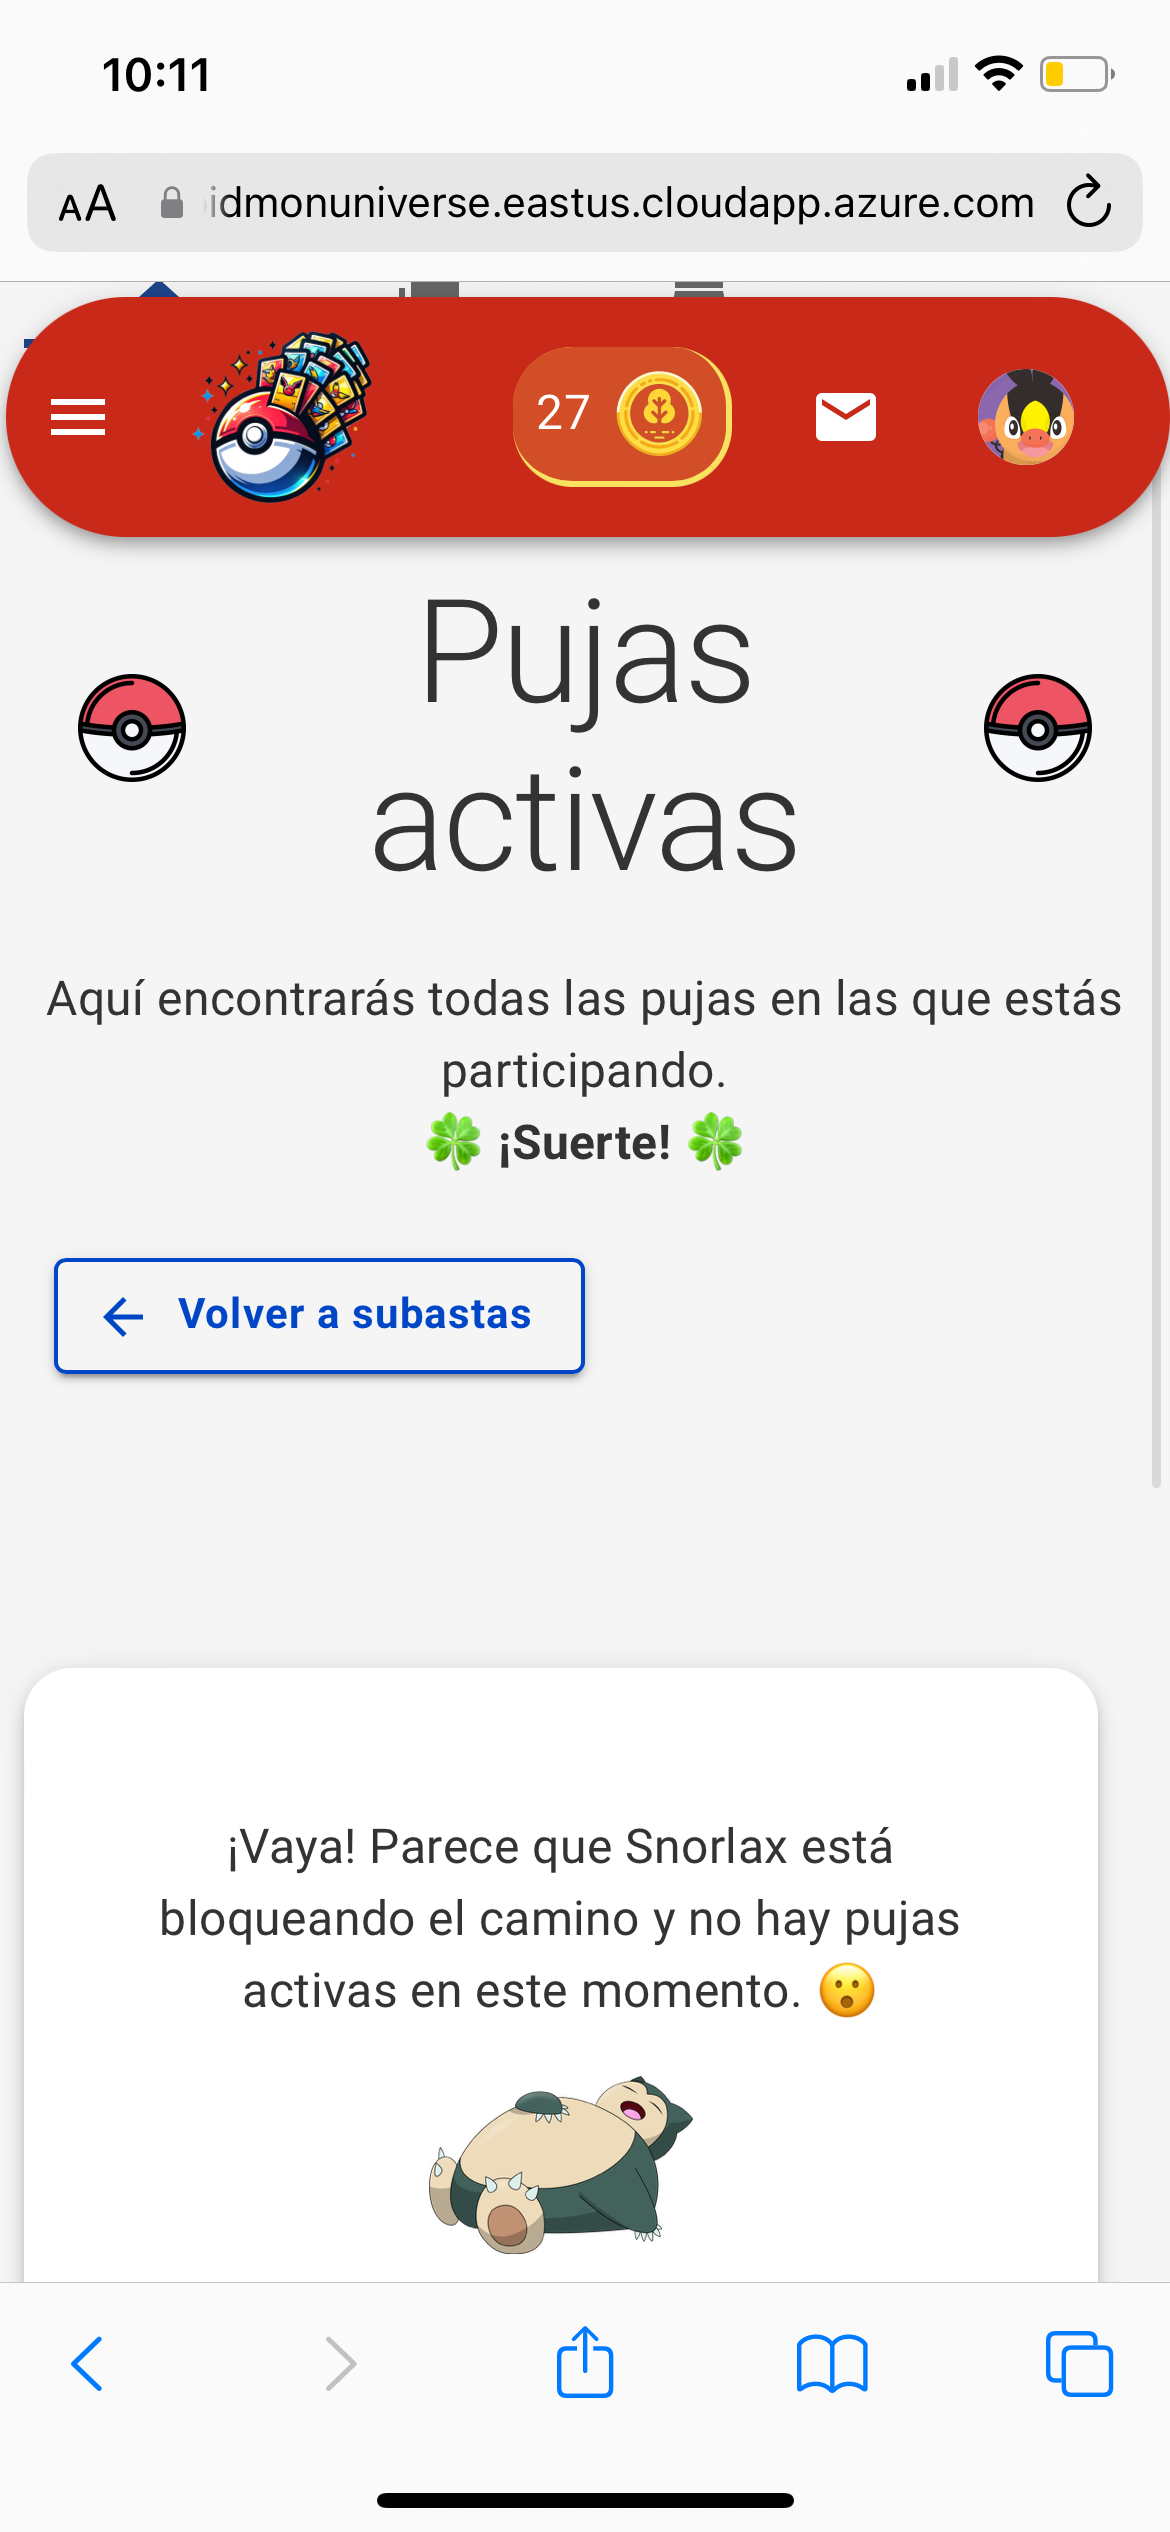 10:11
AA idmonuniverse.eastus.cloudapp.azure.com
27
Pujas
activas
Aquí encontrarás todas las pujas en las que estás
participando.
🍀 ¡Suerte! 🍀
← Volver a subastas
¡Vaya! Parece que Snorlax está
bloqueando el camino y no hay pujas
activas en este momento. 😮